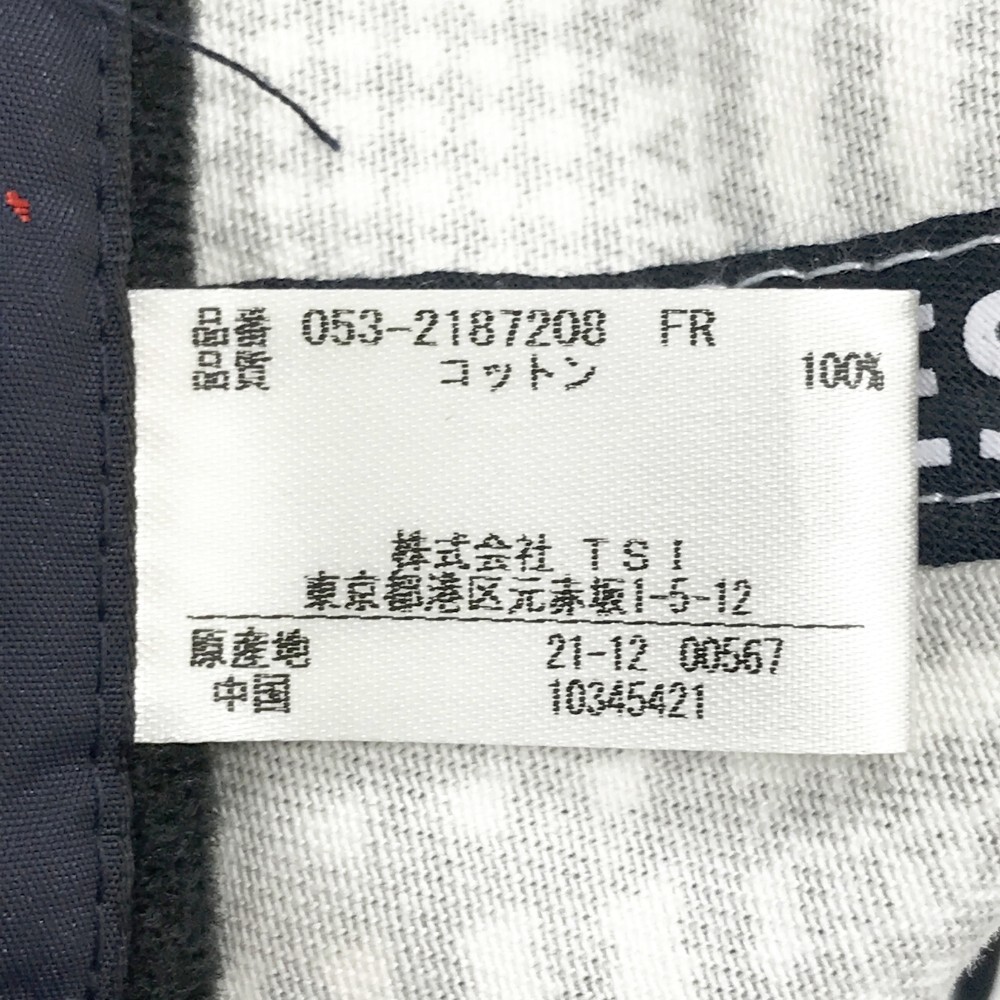 品番 053-2187208 FR
品質 コットン 100%
株式会社 TSI
東京都港区元赤坂1-5-12
原産地 21-12 00567
中国 10345421